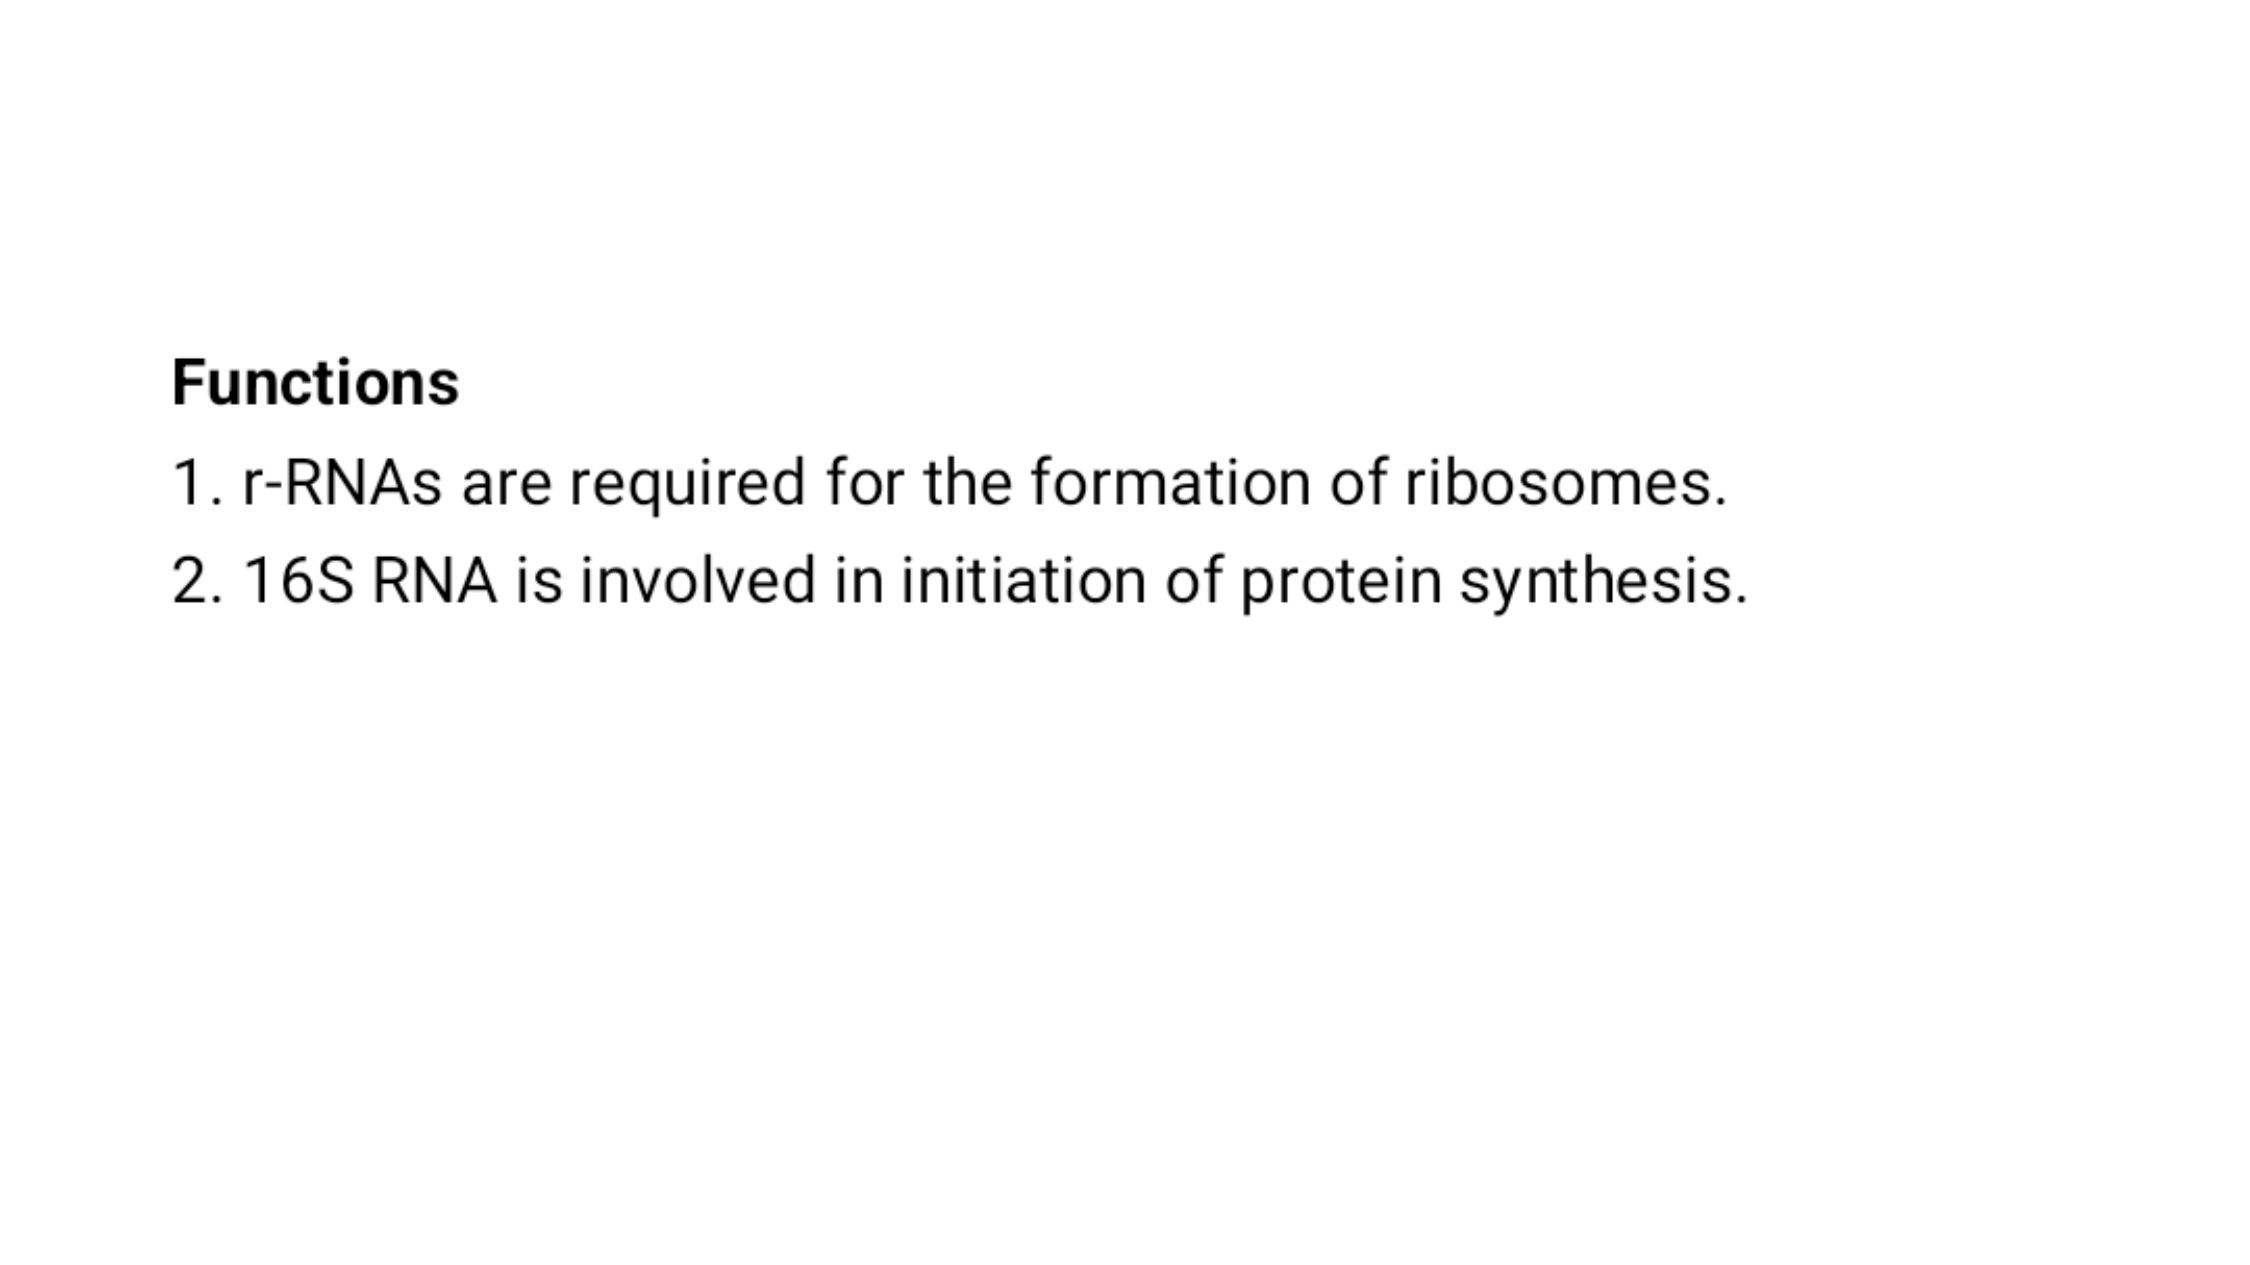 Functions
1. r-RNAs are required for the formation of ribosomes.
2. 16S RNA is involved in initiation of protein synthesis.